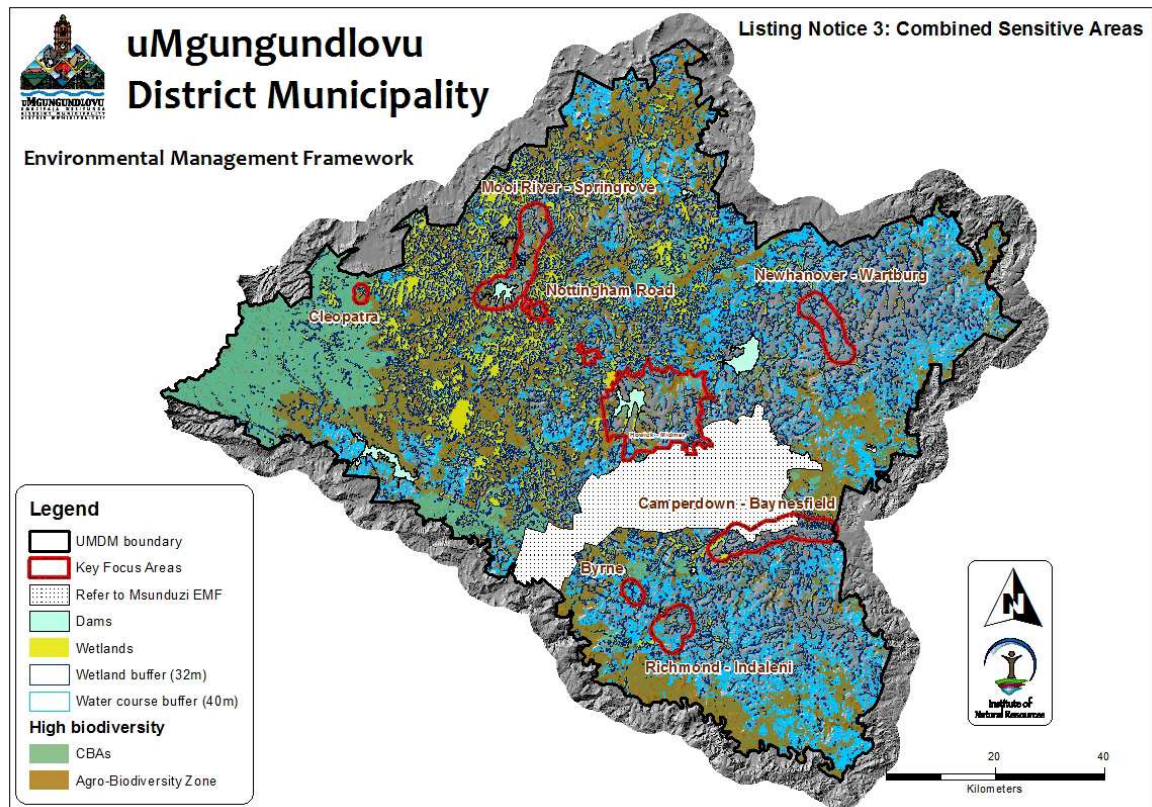 uMgungundlovu
District Municipality
Listing Notice 3: Combined Sensitive Areas
uMGUNGUNDLOVU
Environmental Management Framework
Mooi River - Springrove
Newhanover - Wartburg
Nottingham Road
Cleopatra
Howick - Midmar
Camperdown - Baynesfield
Byrne
Richmond - Indaleni
Legend
UMDM boundary
Key Focus Areas
Refer to Msunduzi EMF
Dams
Wetlands
Wetland buffer (32m)
Water course buffer (40m)
High biodiversity
CBAs
Agro-Biodiversity Zone
N
Institute of
Natural Resources
20
40
Kilometers